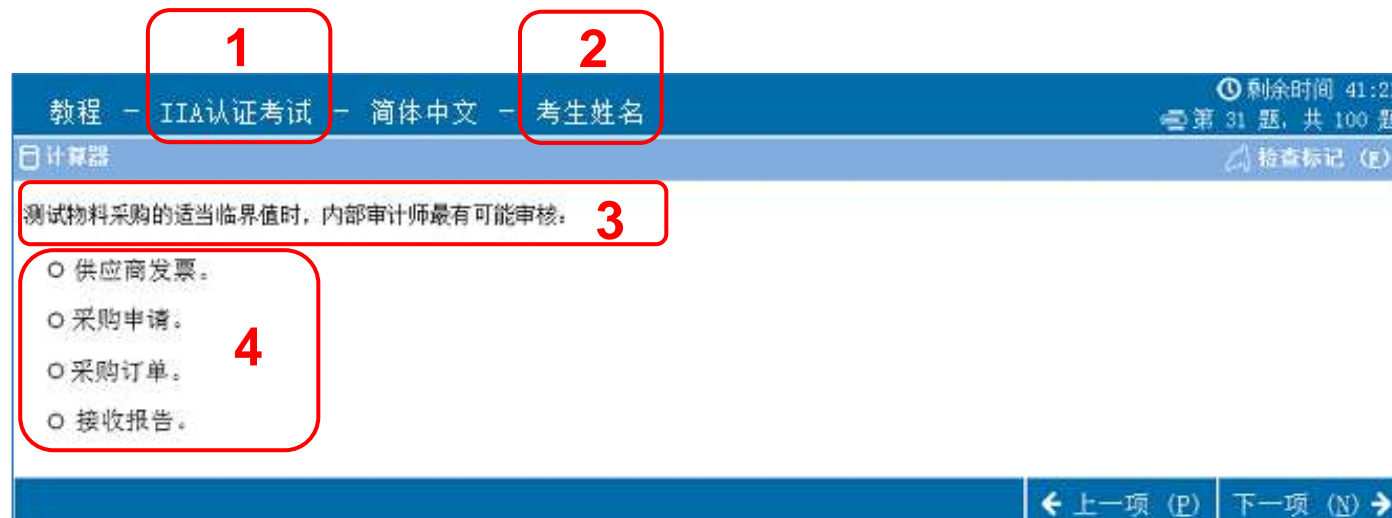 1
2
教程 - IIA认证考试 - 简体中文 - 考生姓名
剩余时间 41:2
第 31 题，共 100 题
计算器
检查标记 (F)
测试物料采购的适当临界值时，内部审计师最有可能审核：
3
供应商发票。
采购申请。
4
采购订单。
接收报告。
上一项 (P)
下一项 (N)